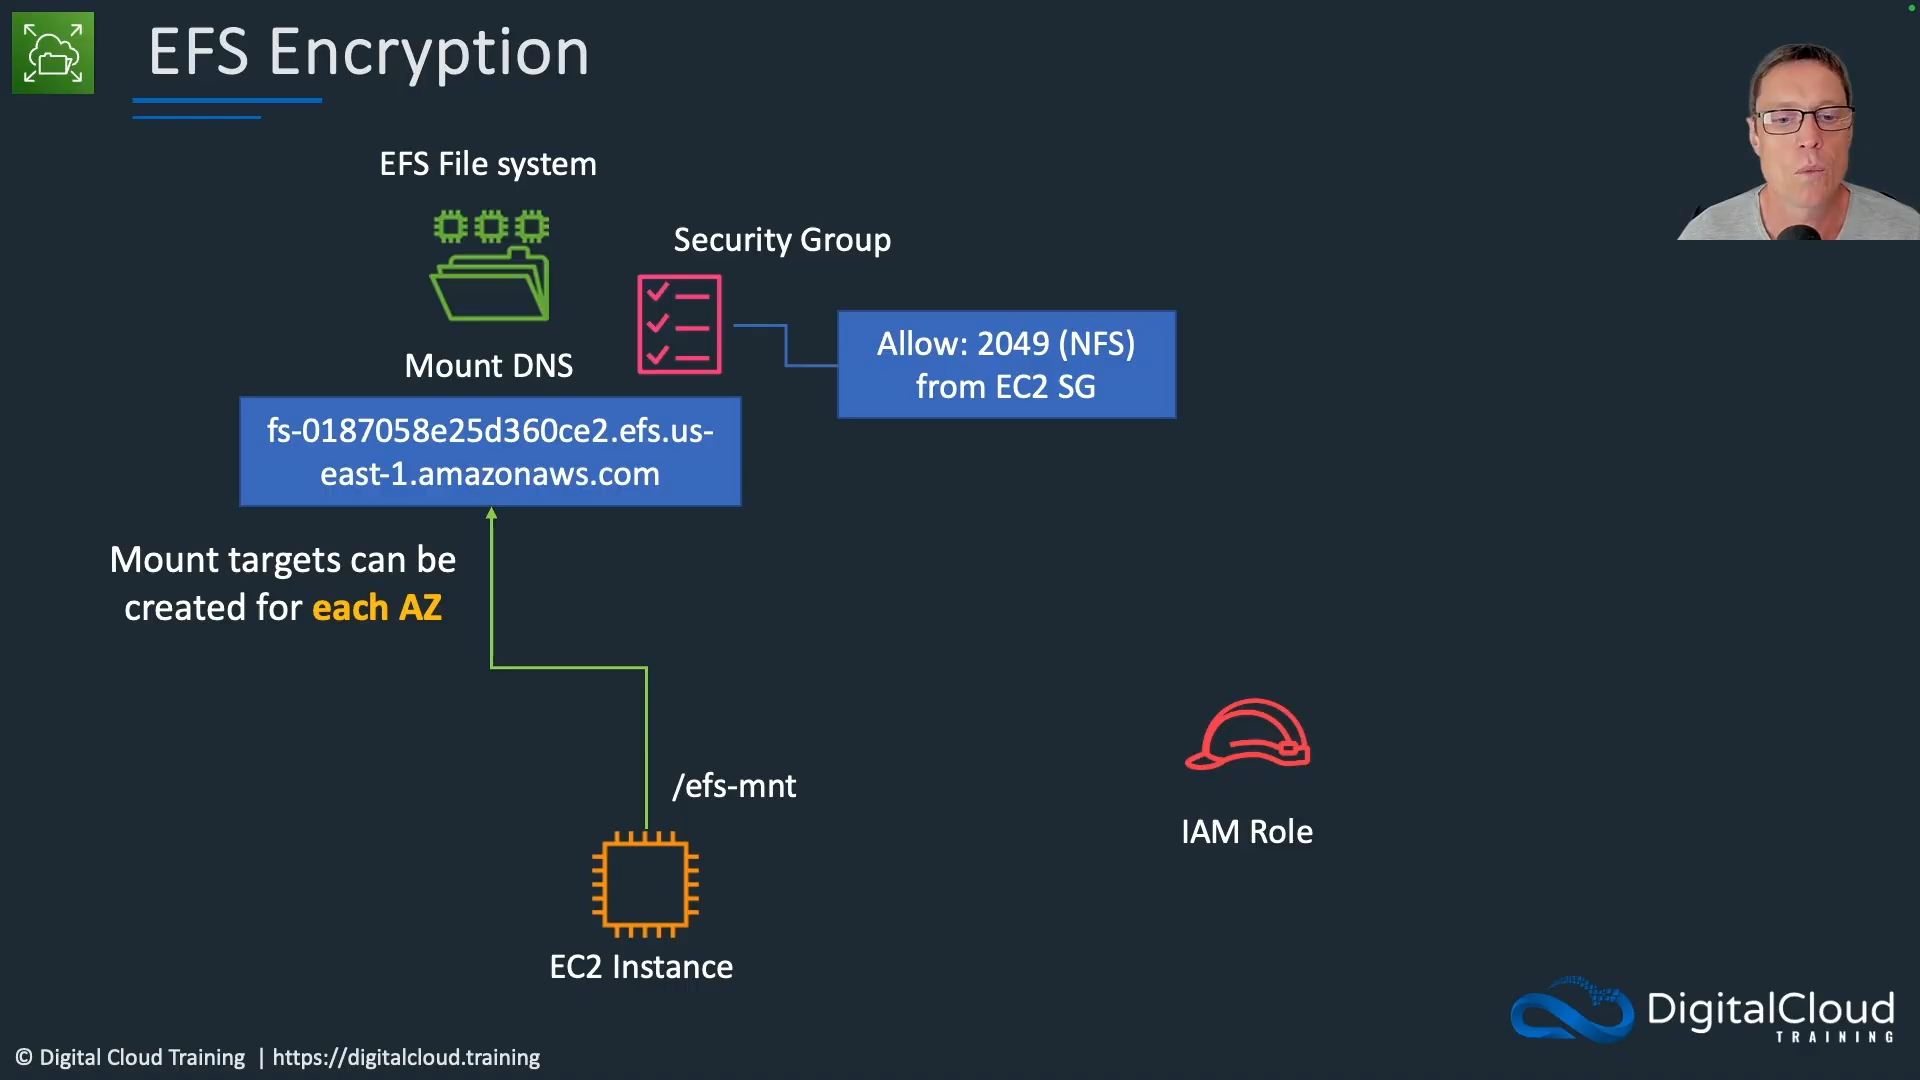 EFS Encryption
EFS File system
Security Group
Allow: 2049 (NFS)
from EC2 SG
Mount DNS
fs-0187058e25d360ce2.efs.us-
east-1.amazonaws.com
Mount targets can be
created for each AZ
/efs-mnt
IAM Role
EC2 Instance
DigitalCloud
TRAINING
© Digital Cloud Training | https://digitalcloud.training